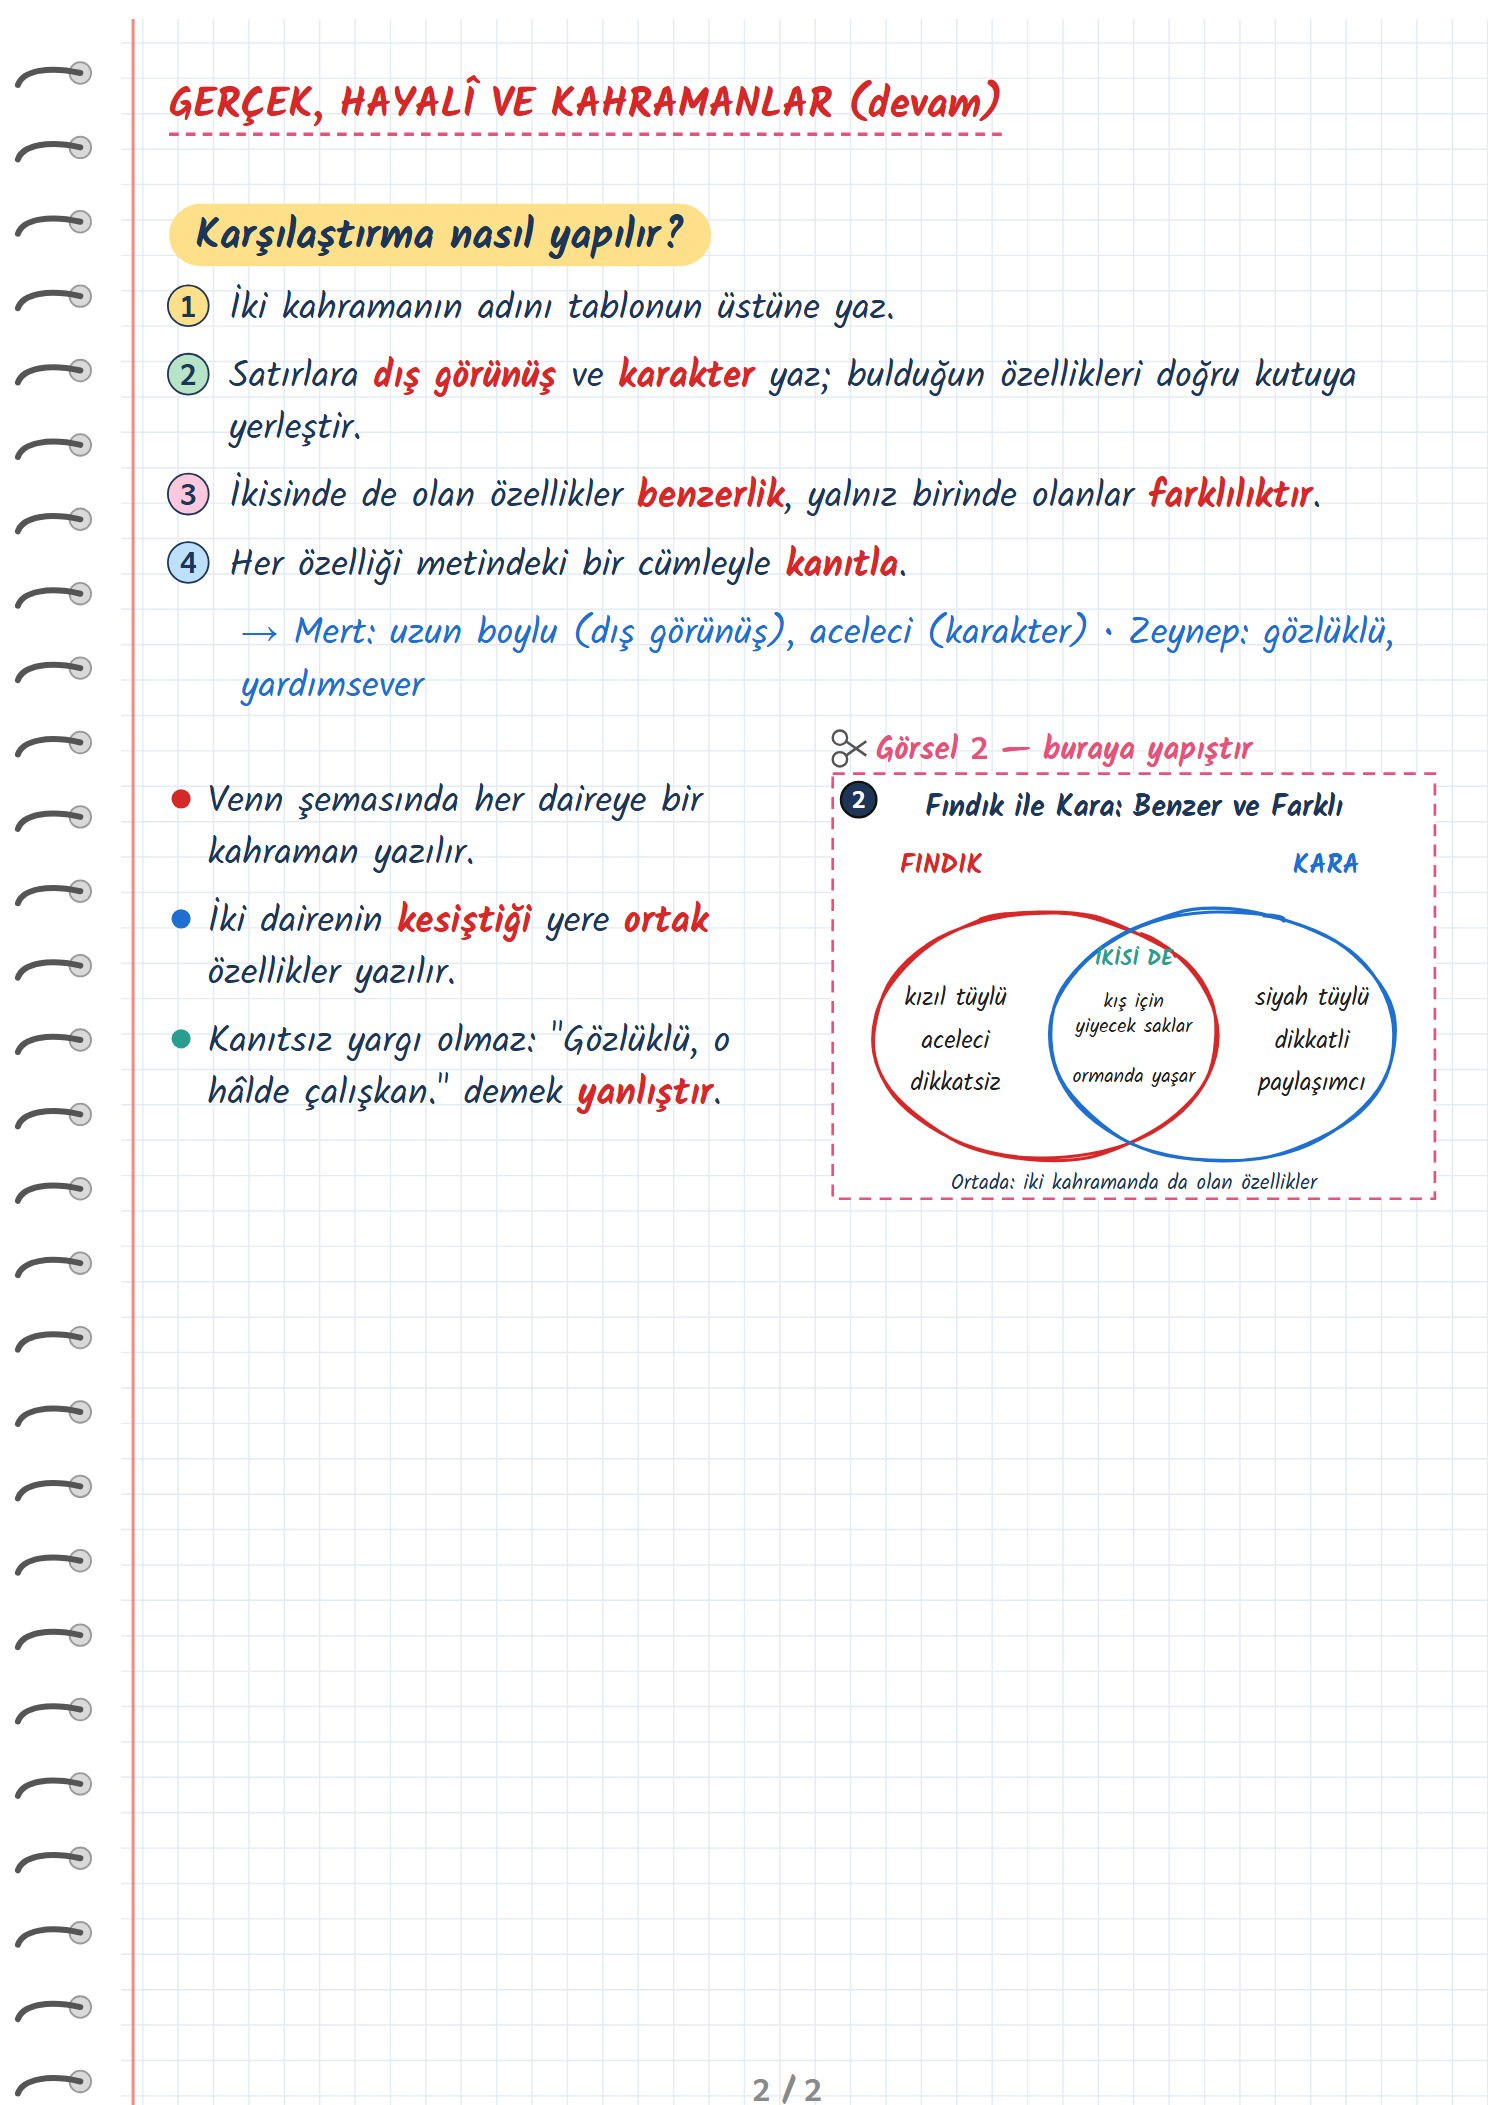 GERÇEK, HAYALÎ VE KAHRAMANLAR (devam)
Karşılaştırma nasıl yapılır?
1 İki kahramanın adını tablonun üstüne yaz.
2 Satırlara dış görünüş ve karakter yaz; bulduğun özellikleri doğru kutuya
yerleştir.
3 İkisinde de olan özellikler benzerlik, yalnız birinde olanlar farklılıktır.
4 Her özelliği metindeki bir cümleyle kanıtla.
→ Mert: uzun boylu (dış görünüş), aceleci (karakter) · Zeynep: gözlüklü,
yardımsever
• Venn şemasında her daireye bir
kahraman yazılır.
• İki dairenin kesiştiği yere ortak
özellikler yazılır.
• Kanıtsız yargı olmaz: "Gözlüklü, o
hâlde çalışkan." demek yanlıştır.
Görsel 2 — buraya yapıştır
2 Fındık ile Kara: Benzer ve Farklı
FINDIK
KARA
İKİSİ DE
kızıl tüylü
aceleci
dikkatsiz
kış için
yiyecek saklar
ormanda yaşar
siyah tüylü
dikkatli
paylaşımcı
Ortada: iki kahramanda da olan özellikler
2 / 2